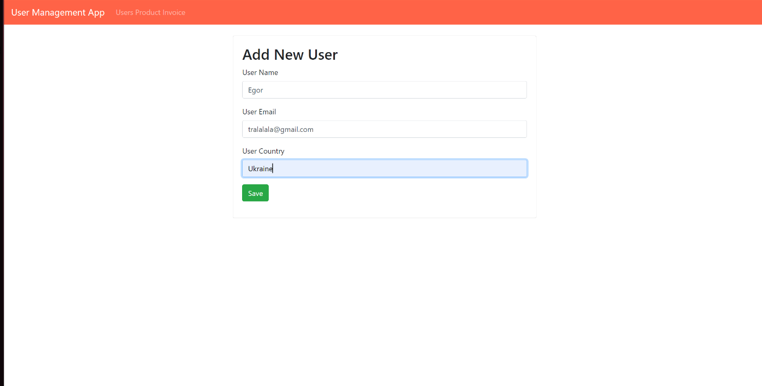 User Management App Users Product Invoice
Add New User
User Name
Egor
User Email
tralalala@gmail.com
User Country
Ukraine
Save